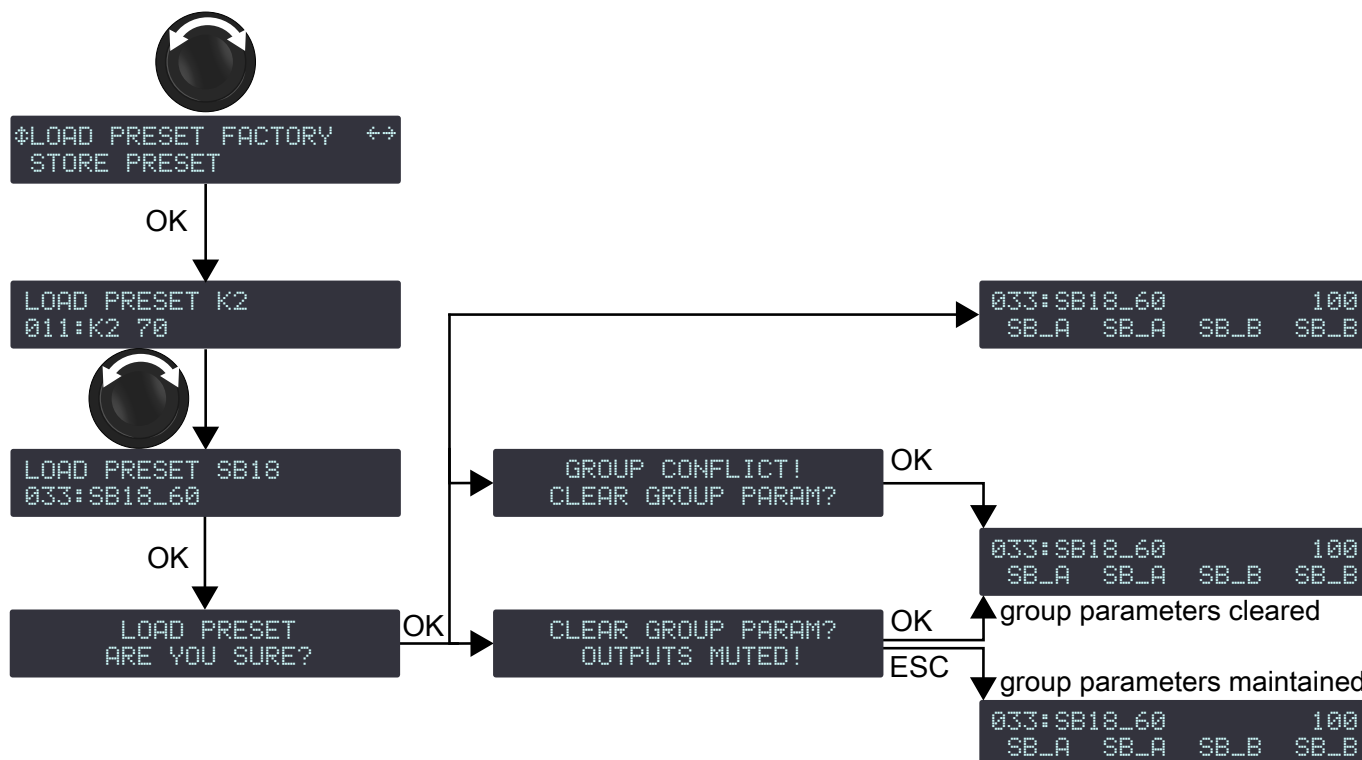 LOAD PRESET FACTORY
STORE PRESET
OK
LOAD PRESET K2
011:K2 70
LOAD PRESET SB18
033:SB18_60
OK
LOAD PRESET
ARE YOU SURE?
OK
033:SB18_60 100
SB_A SB_A SB_B SB_B
GROUP CONFLICT!
CLEAR GROUP PARAM?
OK
033:SB18_60 100
SB_A SB_A SB_B SB_B
group parameters cleared
CLEAR GROUP PARAM?
OUTPUTS MUTED!
OK
ESC
group parameters maintained
033:SB18_60 100
SB_A SB_A SB_B SB_B